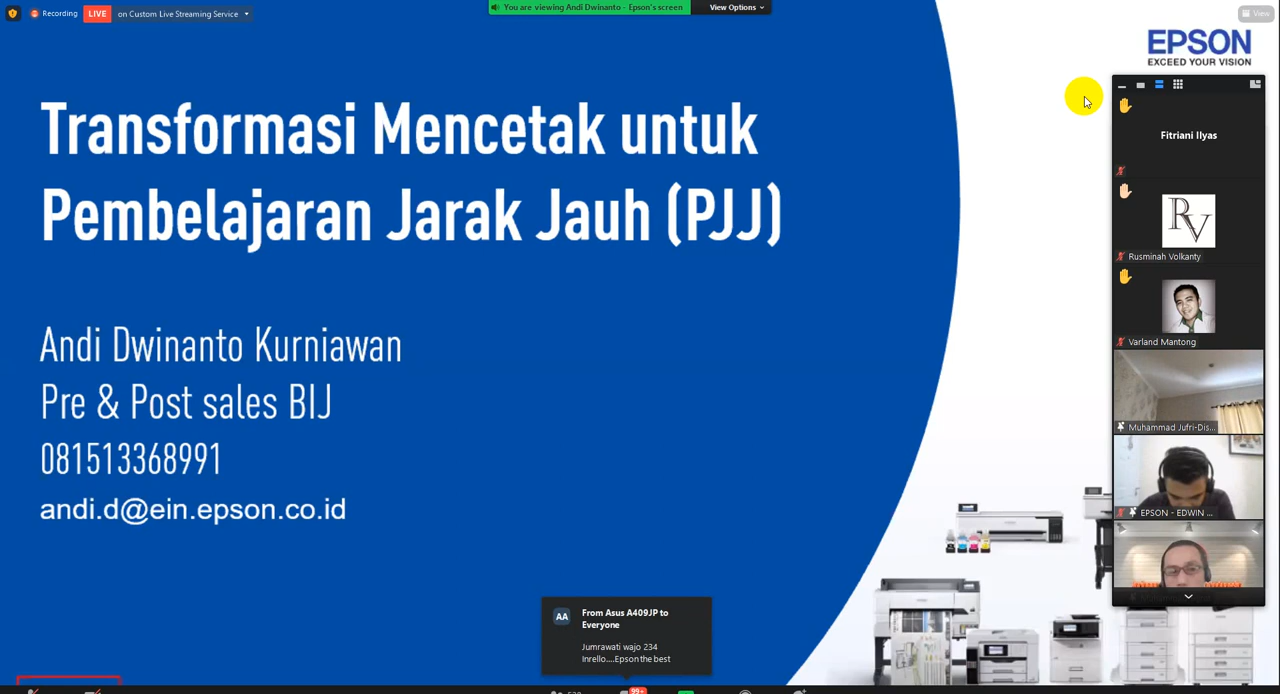 Recording
LIVE
on Custom Live Streaming Service
You are viewing Andi Dwinanto - Epson's screen
View Options
View
EPSON
EXCEED YOUR VISION
Transformasi Mencetak untuk
Pembelajaran Jarak Jauh (PJJ)
Andi Dwinanto Kurniawan
Pre & Post sales BIJ
081513368991
andi.d@ein.epson.co.id
Fitriani Ilyas
RV
Rusminah Volkanty
Varland Mantong
Muhammad Jufri-Dis...
EPSON - EDWIN ...
AA
From Asus A409JP to
Everyone
Jumrawati wajo 234
Inrello....Epson the best
99+